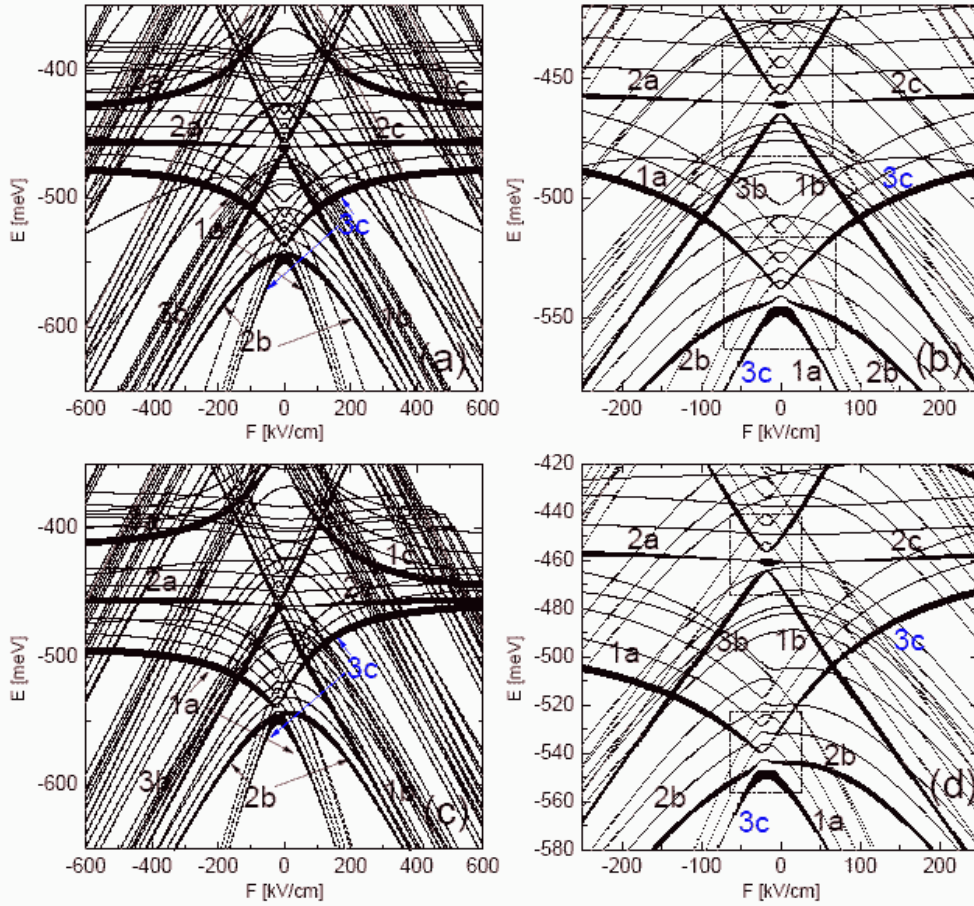 -400
-500
-600
E [meV]
2a
2c
1a
3c
3b
2b
1b
(a)
-600 -400 -200 0 200 400 600
F [kV/cm]
-450
-500
-550
E [meV]
2a
2c
1a
3b
1b
3c
2b
3c
1a
2b
(b)
-200 -100 0 100 200
F [kV/cm]
-400
-500
-600
E [meV]
1c
2a
3c
1a
3b
2b
1b
(c)
-600 -400 -200 0 200 400 600
F [kV/cm]
-420
-440
-460
-480
-500
-520
-540
-560
-580
E [meV]
2a
2c
3b
1b
3c
1a
2b
2b
3c
1a
(d)
-200 -100 0 100 200
F [kV/cm]